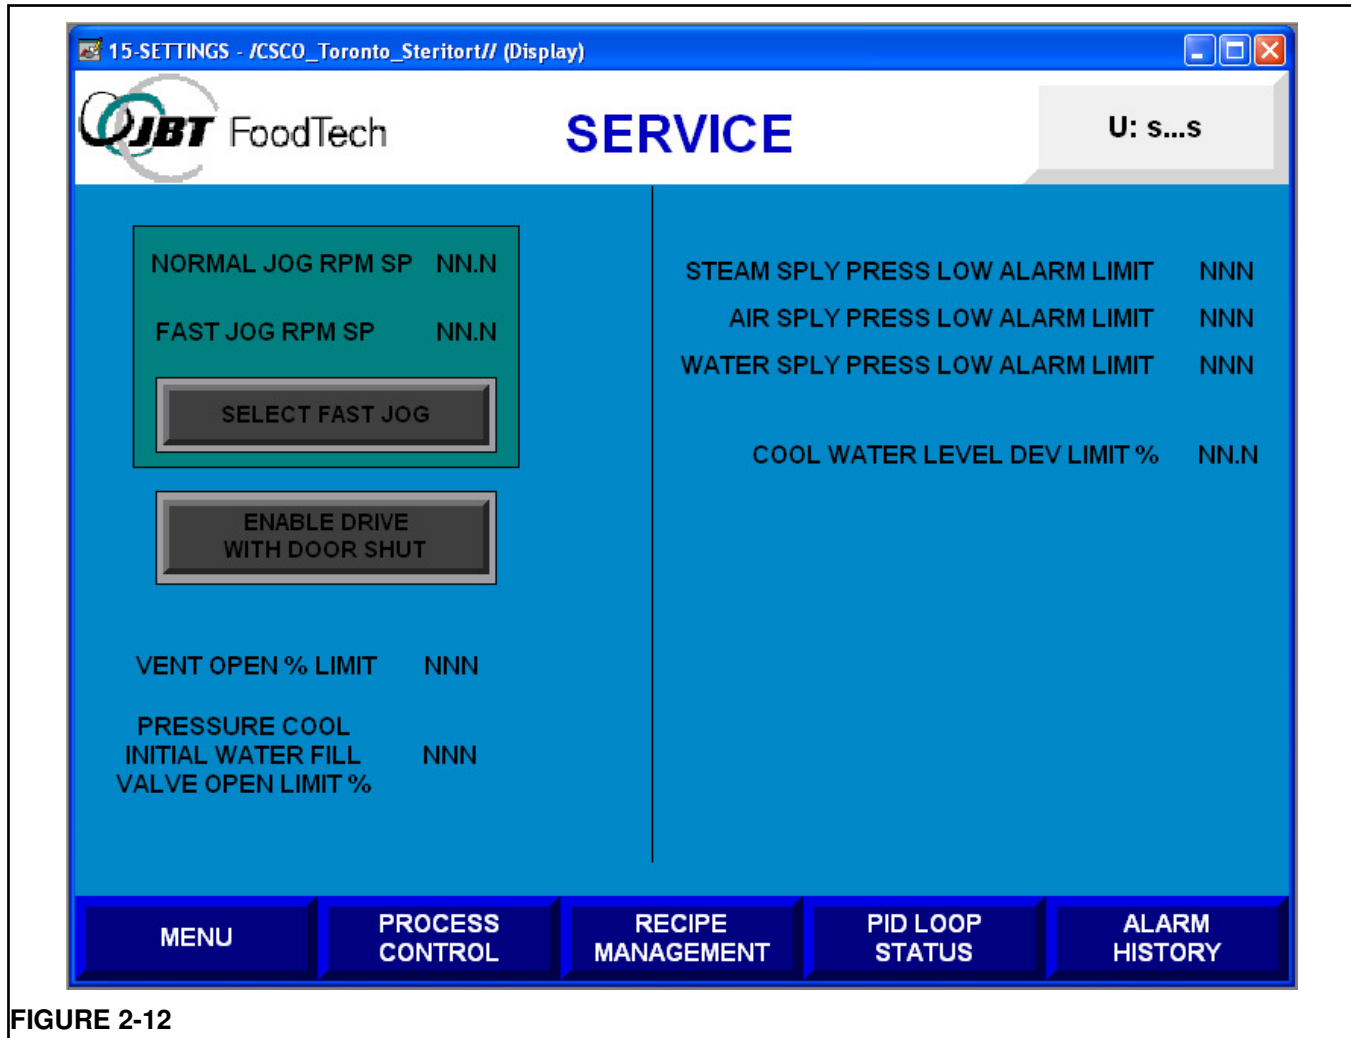 15-SETTINGS - /CSCO_Toronto_Steritort// (Display)
JBT FoodTech
SERVICE
U: s...s
NORMAL JOG RPM SP NN.N
FAST JOG RPM SP NN.N
SELECT FAST JOG
ENABLE DRIVE
WITH DOOR SHUT
VENT OPEN % LIMIT NNN
PRESSURE COOL
INITIAL WATER FILL NNN
VALVE OPEN LIMIT %
STEAM SPLY PRESS LOW ALARM LIMIT NNN
AIR SPLY PRESS LOW ALARM LIMIT NNN
WATER SPLY PRESS LOW ALARM LIMIT NNN
COOL WATER LEVEL DEV LIMIT % NN.N
MENU
PROCESS
CONTROL
RECIPE
MANAGEMENT
PID LOOP
STATUS
ALARM
HISTORY
FIGURE 2-12